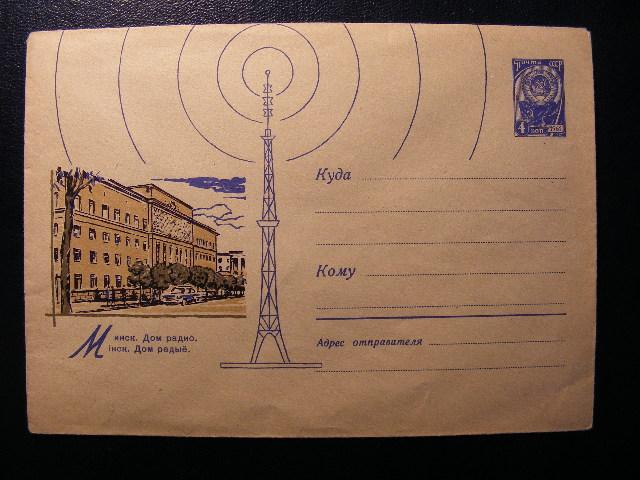 Почта СССР
4 коп
Куда
Кому
Адрес отправителя
Минск. Дом радио.
Мінск. Дом радыё.